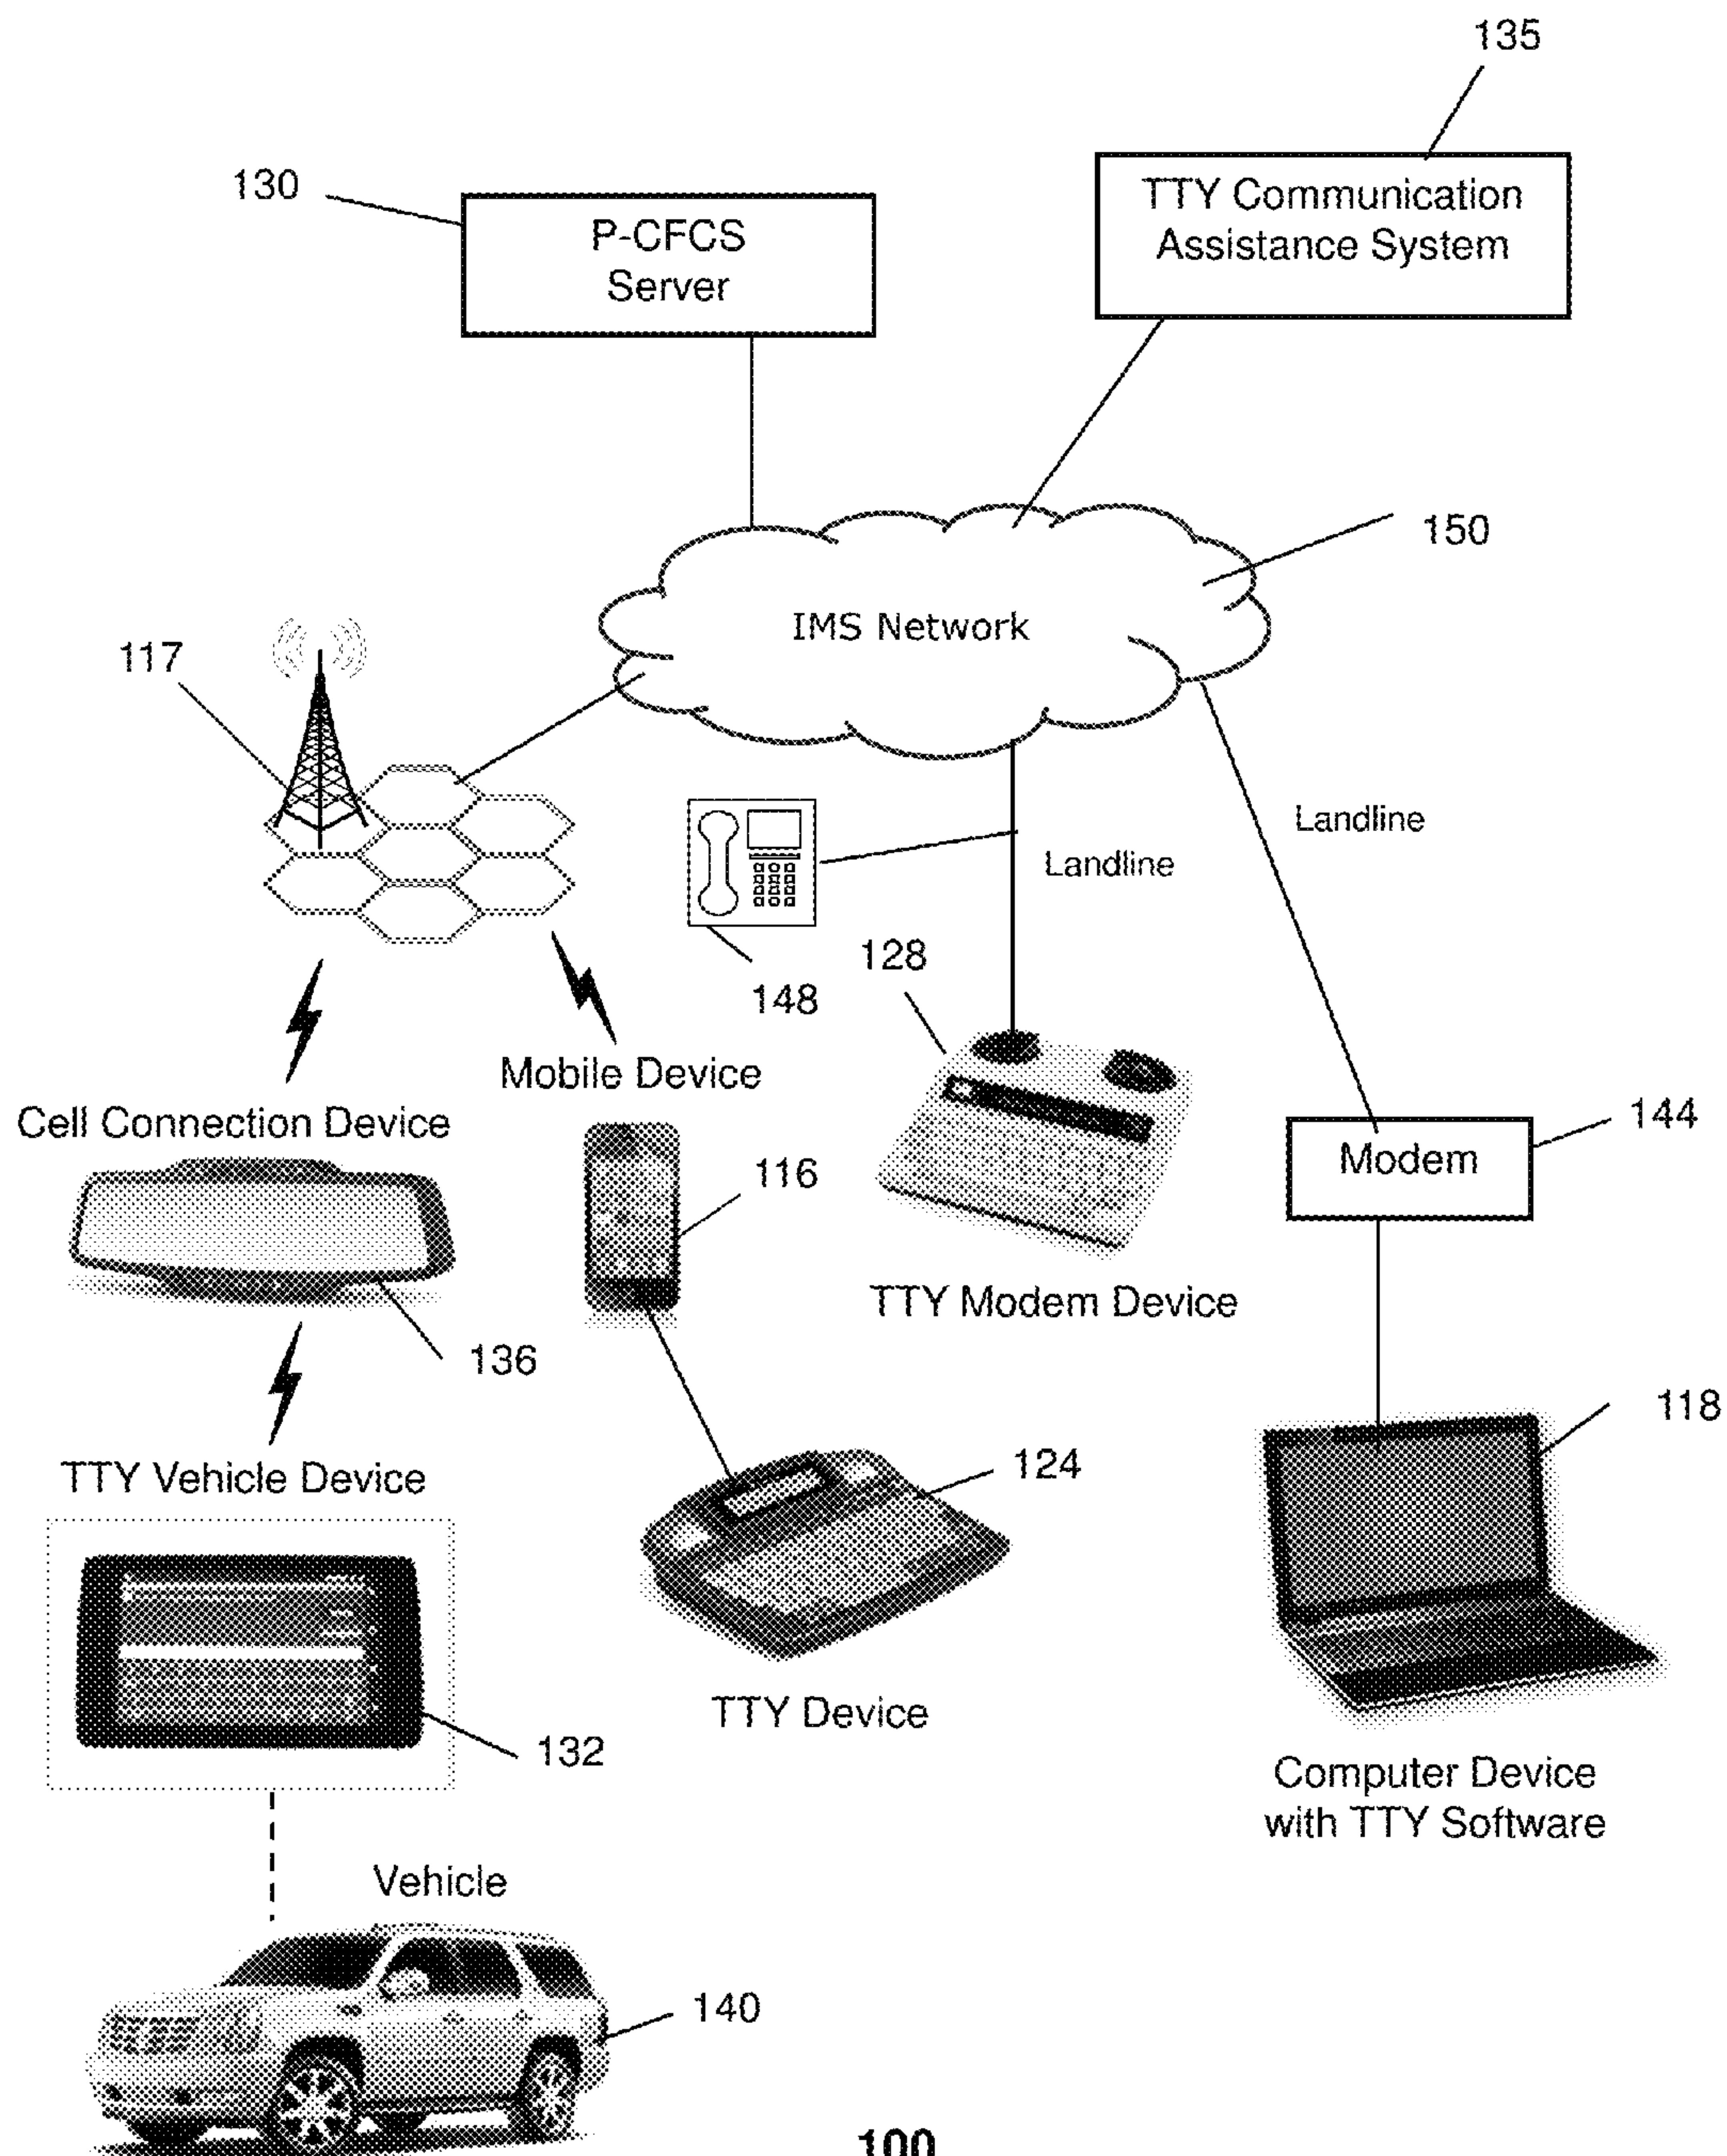 135
130
P-CFCS
Server
TTY Communication
Assistance System
150
IMS Network
117
Landline
Landline
128
148
Mobile Device
Cell Connection Device
144
Modem
116
TTY Modem Device
136
118
TTY Vehicle Device
124
TTY Device
132
Computer Device
with TTY Software
Vehicle
140
100